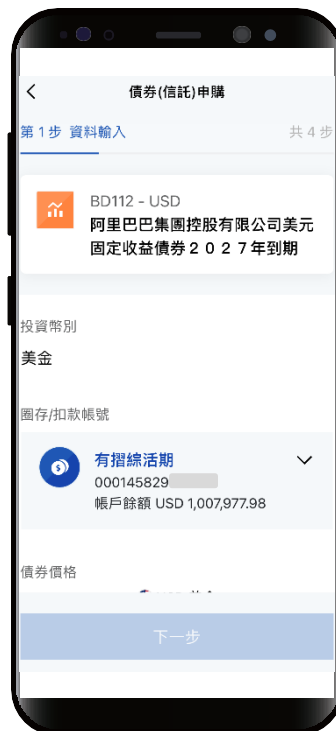 債券(信託)申購
第1步 資料輸入
共4步
BD112 - USD
阿里巴巴集團控股有限公司美元
固定收益債券2027年到期
投資幣別
美金
圈存/扣款帳號
有摺綜活期
000145829
帳戶餘額 USD 1,007,977.98
債券價格
下一步